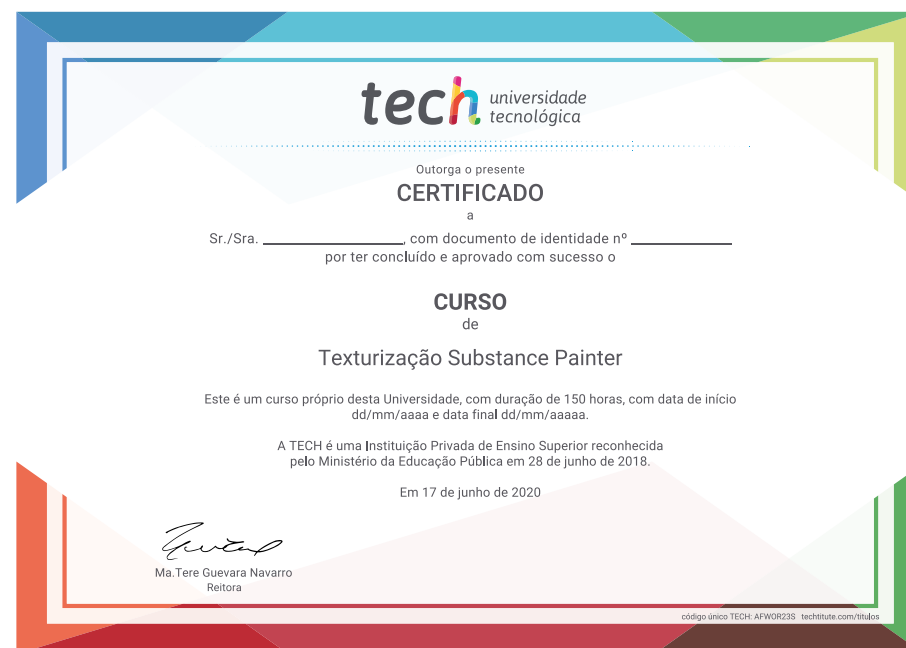 tech universidade
tecnológica
Outorga o presente
CERTIFICADO
a
Sr./Sra. ____________________, com documento de identidade nº ______________
por ter concluído e aprovado com sucesso o
CURSO
de
Texturização Substance Painter
Este é um curso próprio desta Universidade, com duração de 150 horas, com data de início
dd/mm/aaaa e data final dd/mm/aaaaa.
A TECH é uma Instituição Privada de Ensino Superior reconhecida
pelo Ministério da Educação Pública em 28 de junho de 2018.
Em 17 de junho de 2020
Ma.Tere Guevara Navarro
Reitora
código único TECH: AFWOR23S techtitute.com/titulos